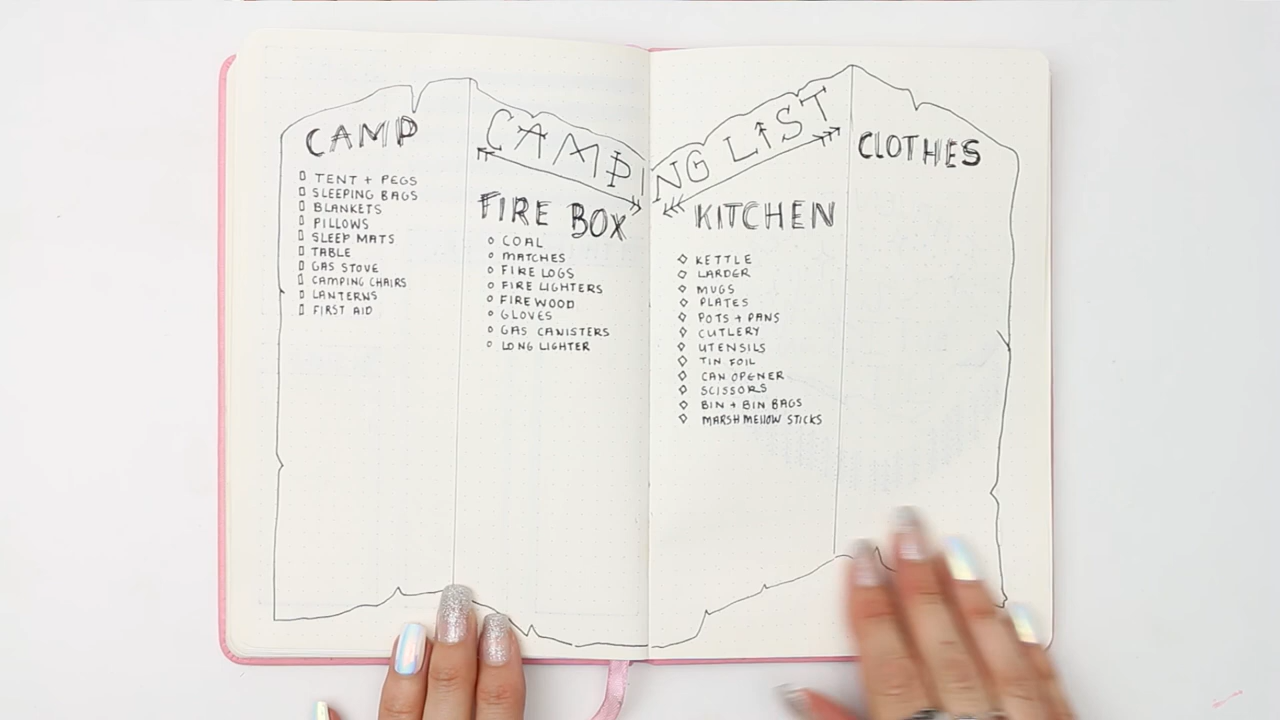 CAMPING LIST
CAMP
TENT + PEGS
SLEEPING BAGS
BLANKETS
PILLOWS
SLEEP MATS
TABLE
GAS STOVE
CAMPING CHAIRS
LANTERNS
FIRST AID
FIRE BOX
COAL
MATCHES
FIRE LOGS
FIRE LIGHTERS
FIREWOOD
GLOVES
GAS CANISTERS
LONG LIGHTER
KITCHEN
KETTLE
LARDER
MUGS
PLATES
POTS + PANS
CUTLERY
UTENSILS
TIN FOIL
CAN OPENER
SCISSORS
BIN + BIN BAGS
MARSHMELLOW STICKS
CLOTHES